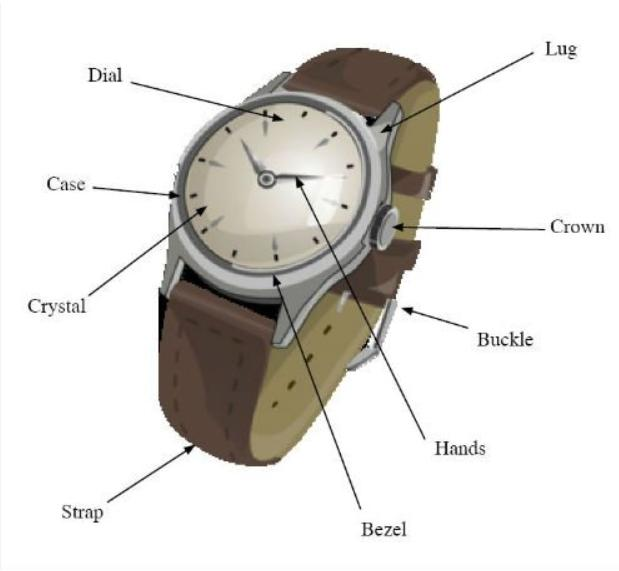 Lug
Dial
Case
Crown
Crystal
Buckle
Hands
Strap
Bezel